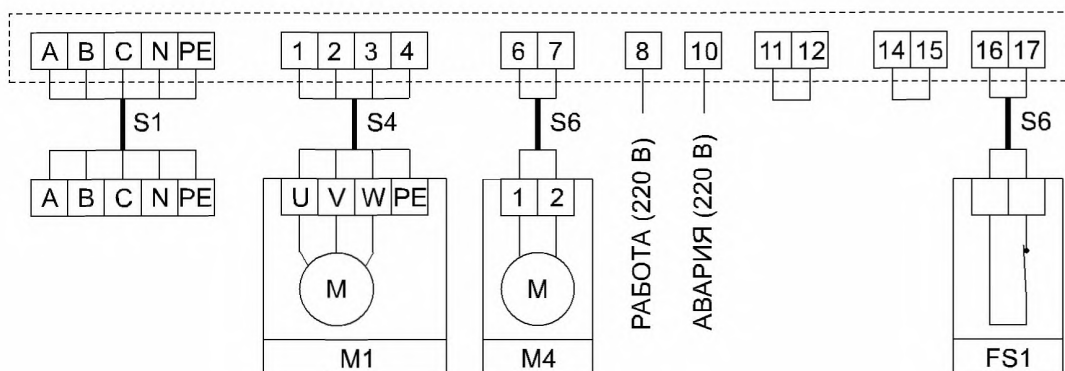 A B C N PE
1 2 3 4
6 7
8
10
11 12
14 15
16 17
S1
S4
S6
S6
A B C N PE
U V W PE
1 2
M
M
РАБОТА (220 В)
АВАРИЯ (220 В)
M1
M4
FS1